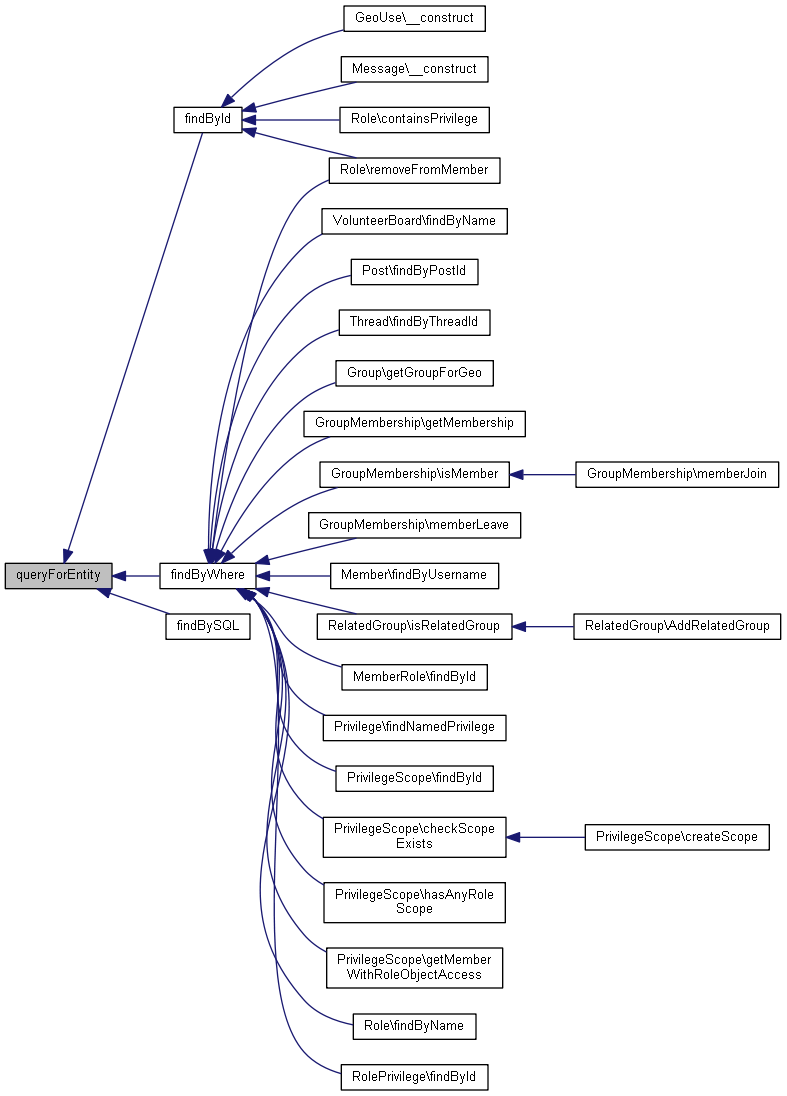 GeoUse\__construct
Message\__construct
findById
Role\containsPrivilege
Role\removeFromMember
VolunteerBoard\findByName
Post\findByPostId
Thread\findByThreadId
Group\getGroupForGeo
GroupMembership\getMembership
GroupMembership\isMember
GroupMembership\memberJoin
GroupMembership\memberLeave
queryForEntity
findByWhere
Member\findByUsername
findBySQL
RelatedGroup\isRelatedGroup
RelatedGroup\AddRelatedGroup
MemberRole\findById
Privilege\findNamedPrivilege
PrivilegeScope\findById
PrivilegeScope\checkScope
Exists
PrivilegeScope\createScope
PrivilegeScope\hasAnyRole
Scope
PrivilegeScope\getMember
WithRoleObjectAccess
Role\findByName
RolePrivilege\findById